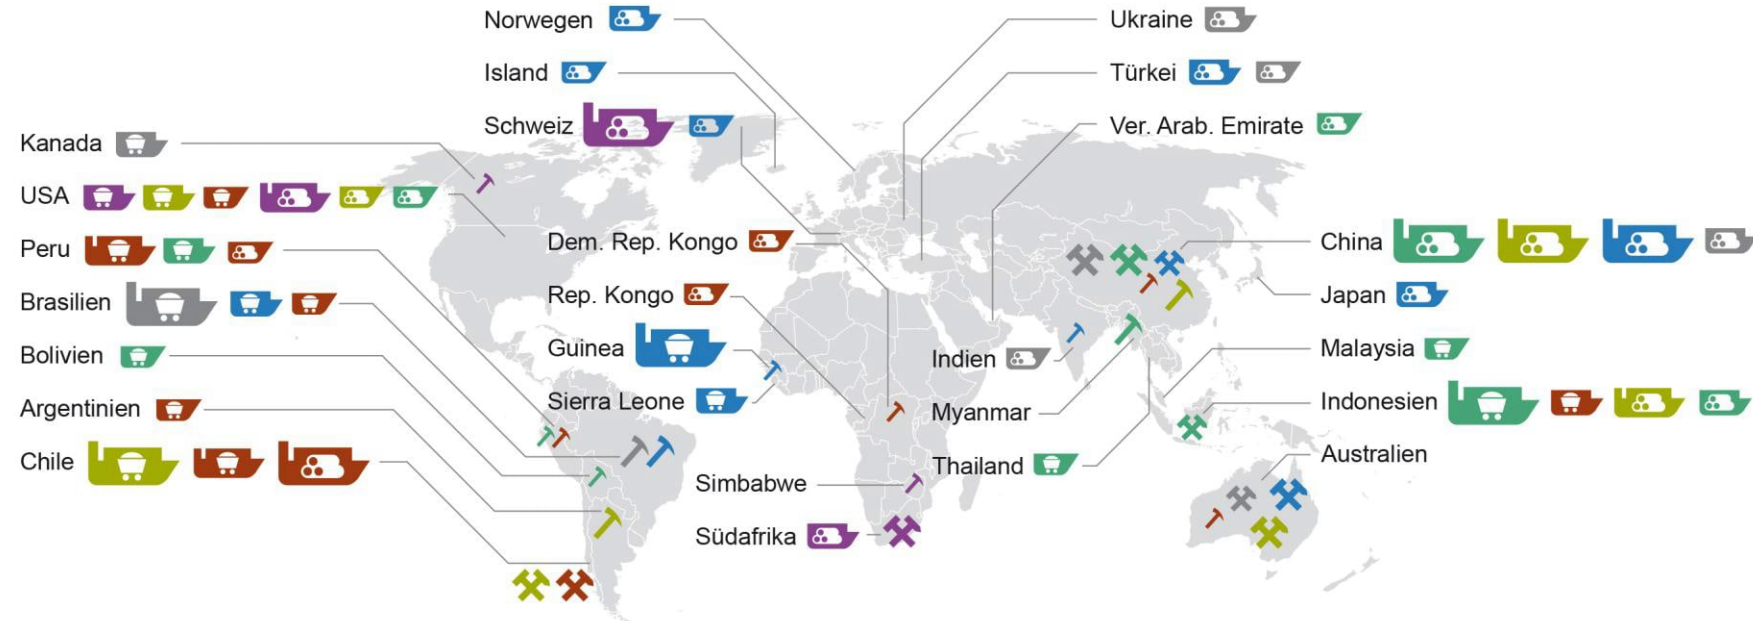 Norwegen
Island
Schweiz
Kanada
USA
Peru
Brasilien
Bolivien
Argentinien
Chile
Dem. Rep. Kongo
Rep. Kongo
Guinea
Sierra Leone
Simbabwe
Südafrika
Ukraine
Türkei
Ver. Arab. Emirate
Indien
Myanmar
Thailand
China
Japan
Malaysia
Indonesien
Australien